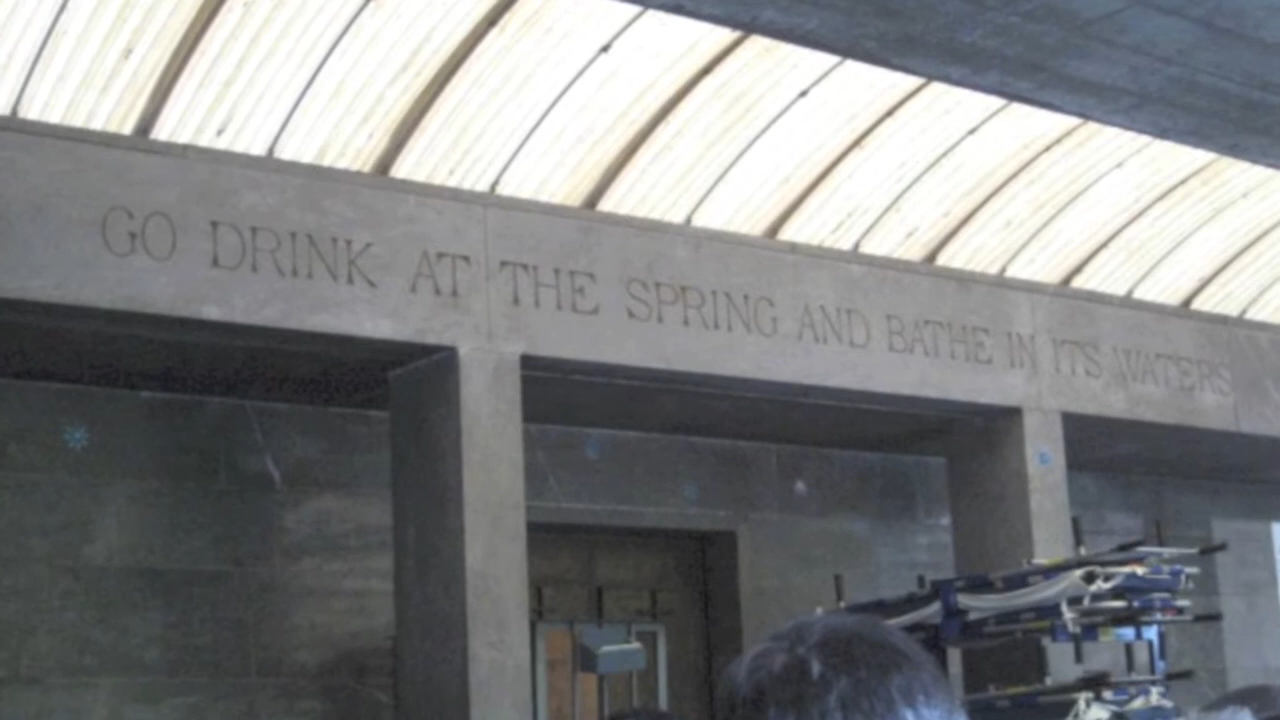 GO DRINK AT THE SPRING AND BATHE IN ITS WATERS